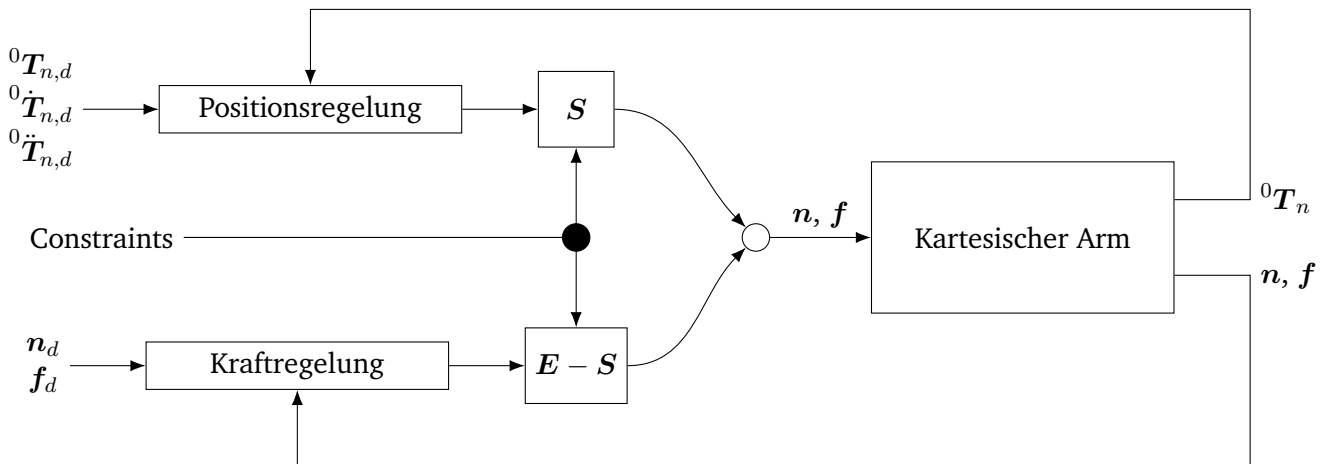 ⁰T_{n,d}
⁰Ṫ_{n,d}
⁰T̈_{n,d}
Positionsregelung
S
Constraints
n, f
Kartesischer Arm
⁰T_n
n, f
n_d
f_d
Kraftregelung
E − S